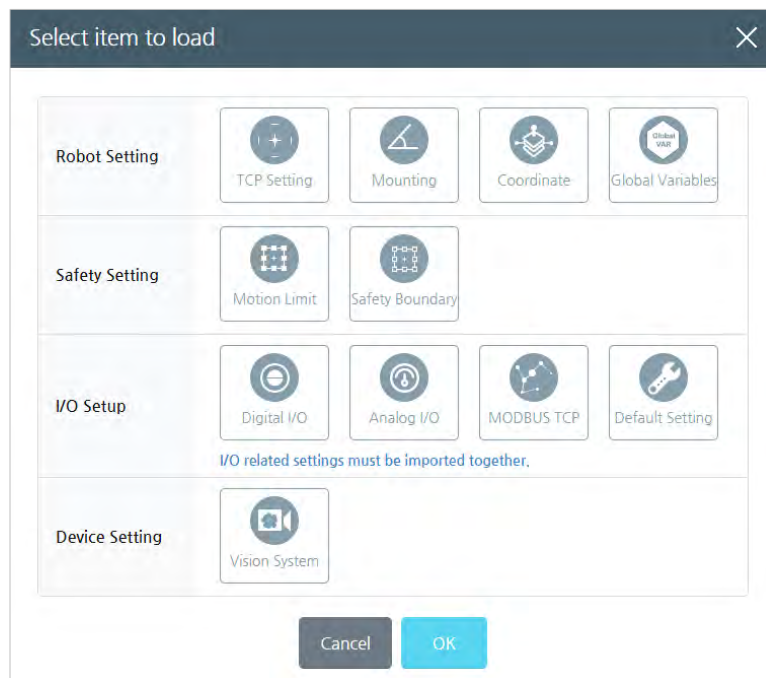 Select item to load
Robot Setting
Global
VAR
TCP Setting
Mounting
Coordinate
Global Variables
Safety Setting
Motion Limit
Safety Boundary
I/O Setup
Digital I/O
Analog I/O
MODBUS TCP
Default Setting
I/O related settings must be imported together.
Device Setting
Vision System
Cancel
OK